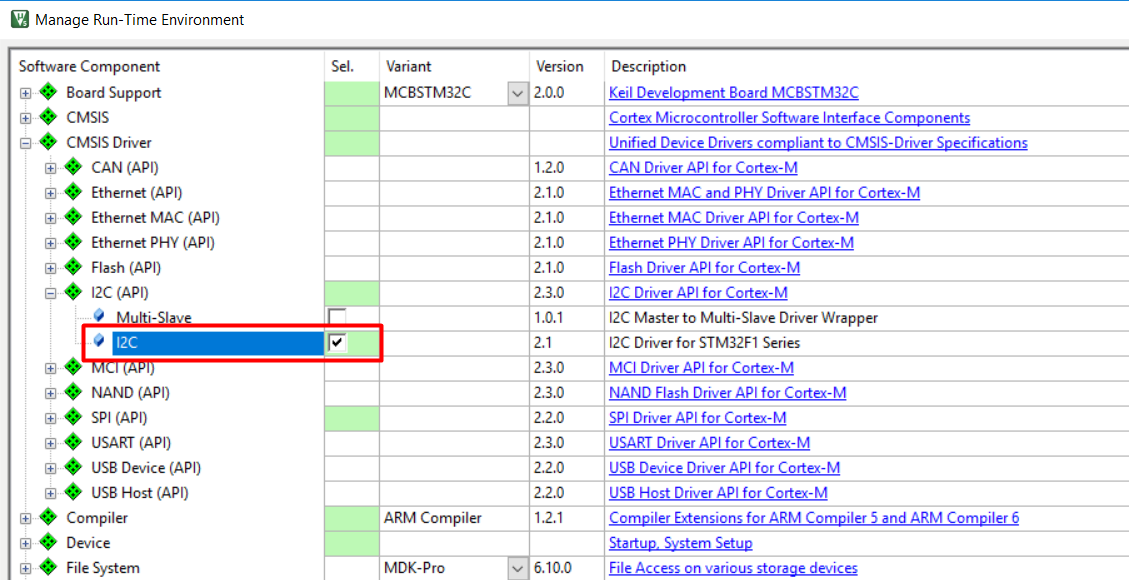 Manage Run-Time Environment
Software Component Sel. Variant Version Description
Board Support MCBSTM32C 2.0.0 Keil Development Board MCBSTM32C
CMSIS Cortex Microcontroller Software Interface Components
CMSIS Driver Unified Device Drivers compliant to CMSIS-Driver Specifications
CAN (API) 1.2.0 CAN Driver API for Cortex-M
Ethernet (API) 2.1.0 Ethernet MAC and PHY Driver API for Cortex-M
Ethernet MAC (API) 2.1.0 Ethernet MAC Driver API for Cortex-M
Ethernet PHY (API) 2.1.0 Ethernet PHY Driver API for Cortex-M
Flash (API) 2.1.0 Flash Driver API for Cortex-M
I2C (API) 2.3.0 I2C Driver API for Cortex-M
Multi-Slave 1.0.1 I2C Master to Multi-Slave Driver Wrapper
I2C 2.1 I2C Driver for STM32F1 Series
MCI (API) 2.3.0 MCI Driver API for Cortex-M
NAND (API) 2.3.0 NAND Flash Driver API for Cortex-M
SPI (API) 2.2.0 SPI Driver API for Cortex-M
USART (API) 2.3.0 USART Driver API for Cortex-M
USB Device (API) 2.2.0 USB Device Driver API for Cortex-M
USB Host (API) 2.2.0 USB Host Driver API for Cortex-M
Compiler ARM Compiler 1.2.1 Compiler Extensions for ARM Compiler 5 and ARM Compiler 6
Device Startup, System Setup
File System MDK-Pro 6.10.0 File Access on various storage devices